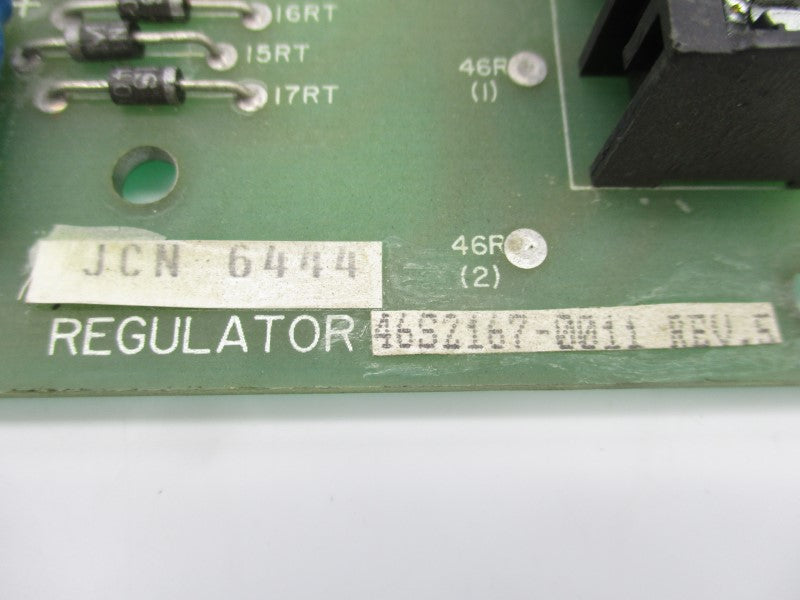 +
16RT
15RT
17RT
46R
(1)
46R
(2)
JCN 6444
REGULATOR 46S2167-0011 REV.5